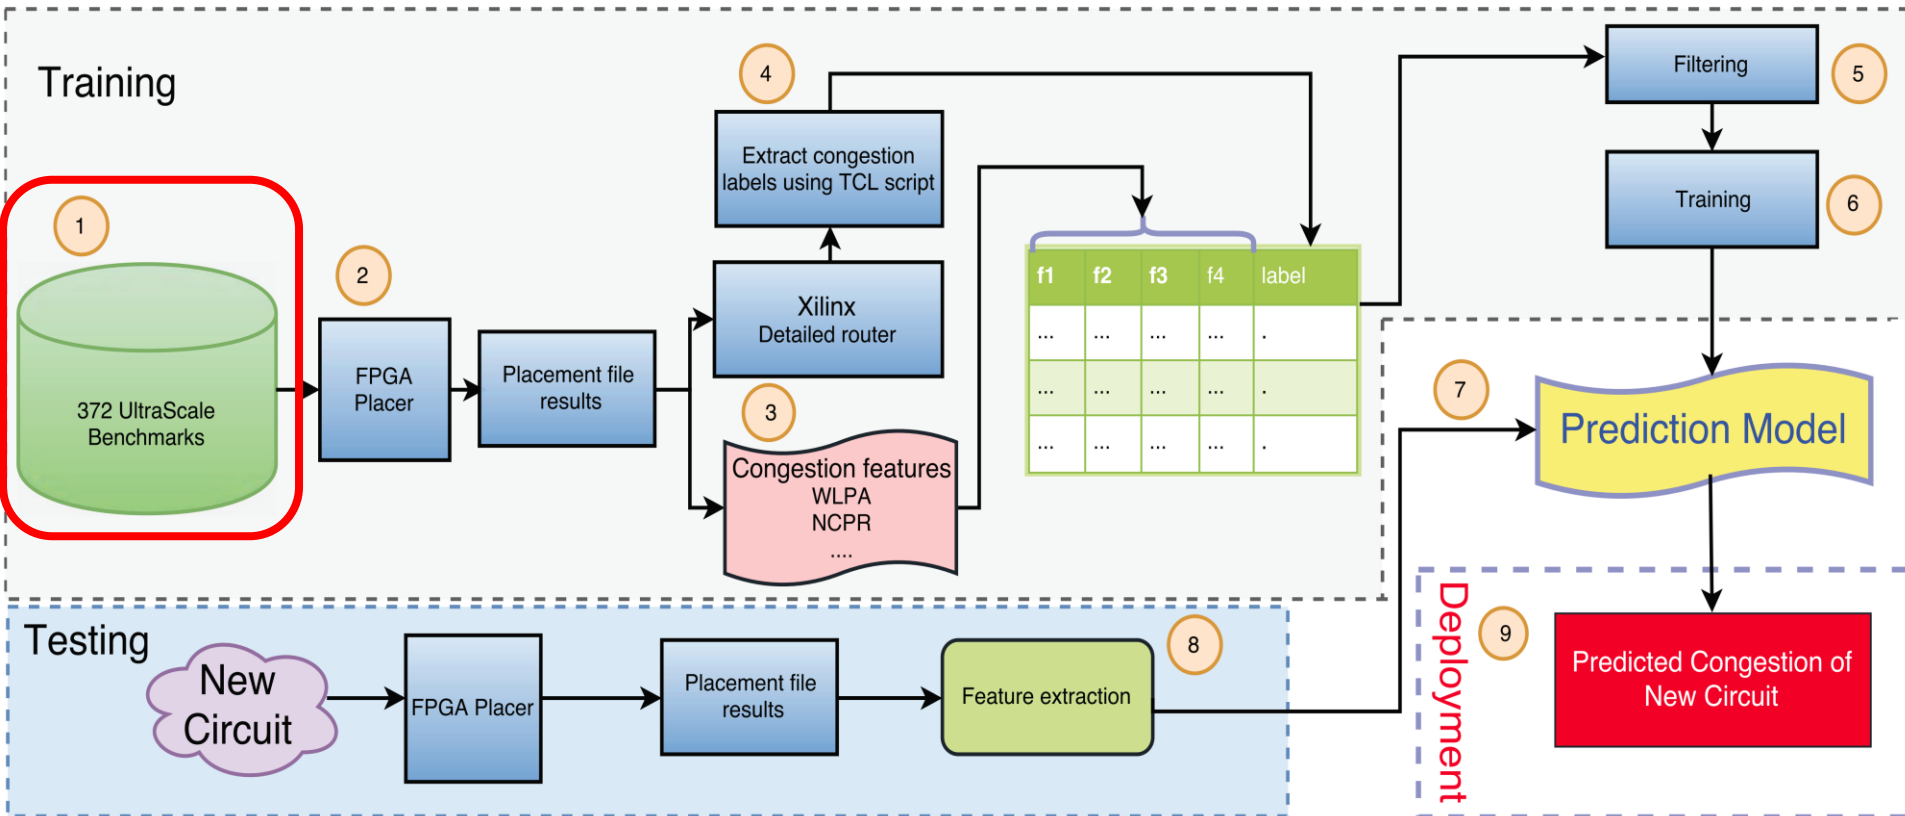 Training
1
372 UltraScale
Benchmarks
2
FPGA
Placer
Placement file
results
4
Extract congestion
labels using TCL script
Xilinx
Detailed router
3
Congestion features
WLPA
NCPR
....
f1 f2 f3 f4 label
... ... ... ... .
... ... ... ... .
... ... ... ... .
Filtering
5
Training
6
7
Prediction Model
Testing
New
Circuit
FPGA Placer
Placement file
results
Feature extraction
8
Deployment
9
Predicted Congestion of
New Circuit